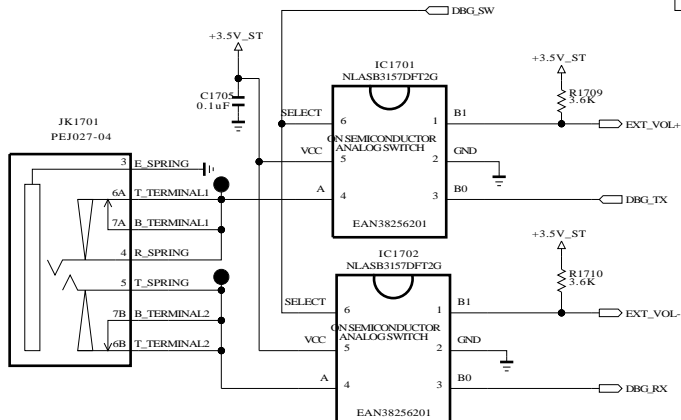 DBG_SW
+3.5V_ST
C1705
0.1uF
IC1701
NLASB3157DFT2G
SELECT
6
1
B1
ON SEMICONDUCTOR
ANALOG SWITCH
VCC
5
2
GND
A
4
3
B0
EAN38256201
+3.5V_ST
R1709
3.6K
EXT_VOL+
DBG_TX
JK1701
PEJ027-04
3
E_SPRING
6A
T_TERMINAL1
7A
B_TERMINAL1
4
R_SPRING
5
T_SPRING
7B
B_TERMINAL2
6B
T_TERMINAL2
IC1702
NLASB3157DFT2G
SELECT
6
1
B1
ON SEMICONDUCTOR
ANALOG SWITCH
VCC
5
2
GND
A
4
3
B0
EAN38256201
+3.5V_ST
R1710
3.6K
EXT_VOL-
DBG_RX